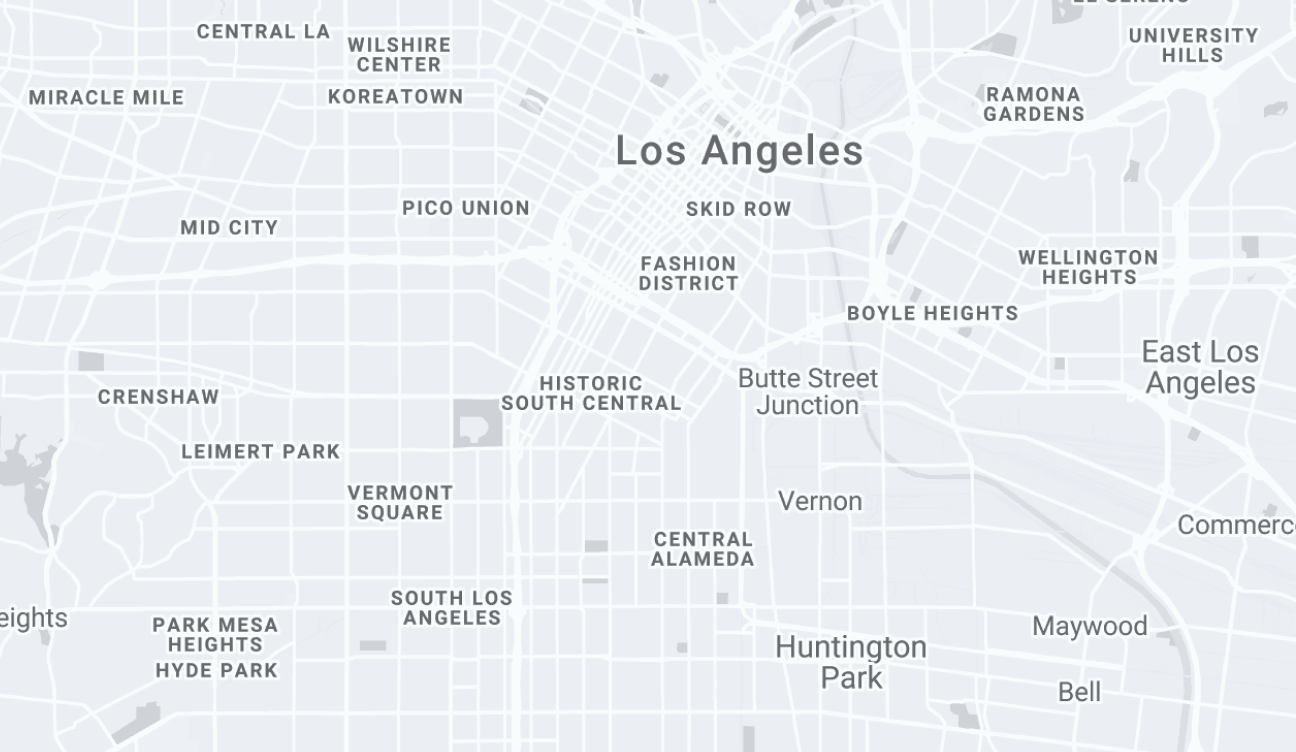 CENTRAL LA
WILSHIRE
CENTER
UNIVERSITY
HILLS
MIRACLE MILE
KOREATOWN
RAMONA
GARDENS
Los Angeles
PICO UNION
SKID ROW
MID CITY
FASHION
DISTRICT
WELLINGTON
HEIGHTS
BOYLE HEIGHTS
East Los
Angeles
Butte Street
Junction
HISTORIC
SOUTH CENTRAL
CRENSHAW
LEIMERT PARK
VERMONT
SQUARE
Vernon
Commerc
CENTRAL
ALAMEDA
SOUTH LOS
ANGELES
eights
PARK MESA
HEIGHTS
Maywood
Huntington
Park
HYDE PARK
Bell